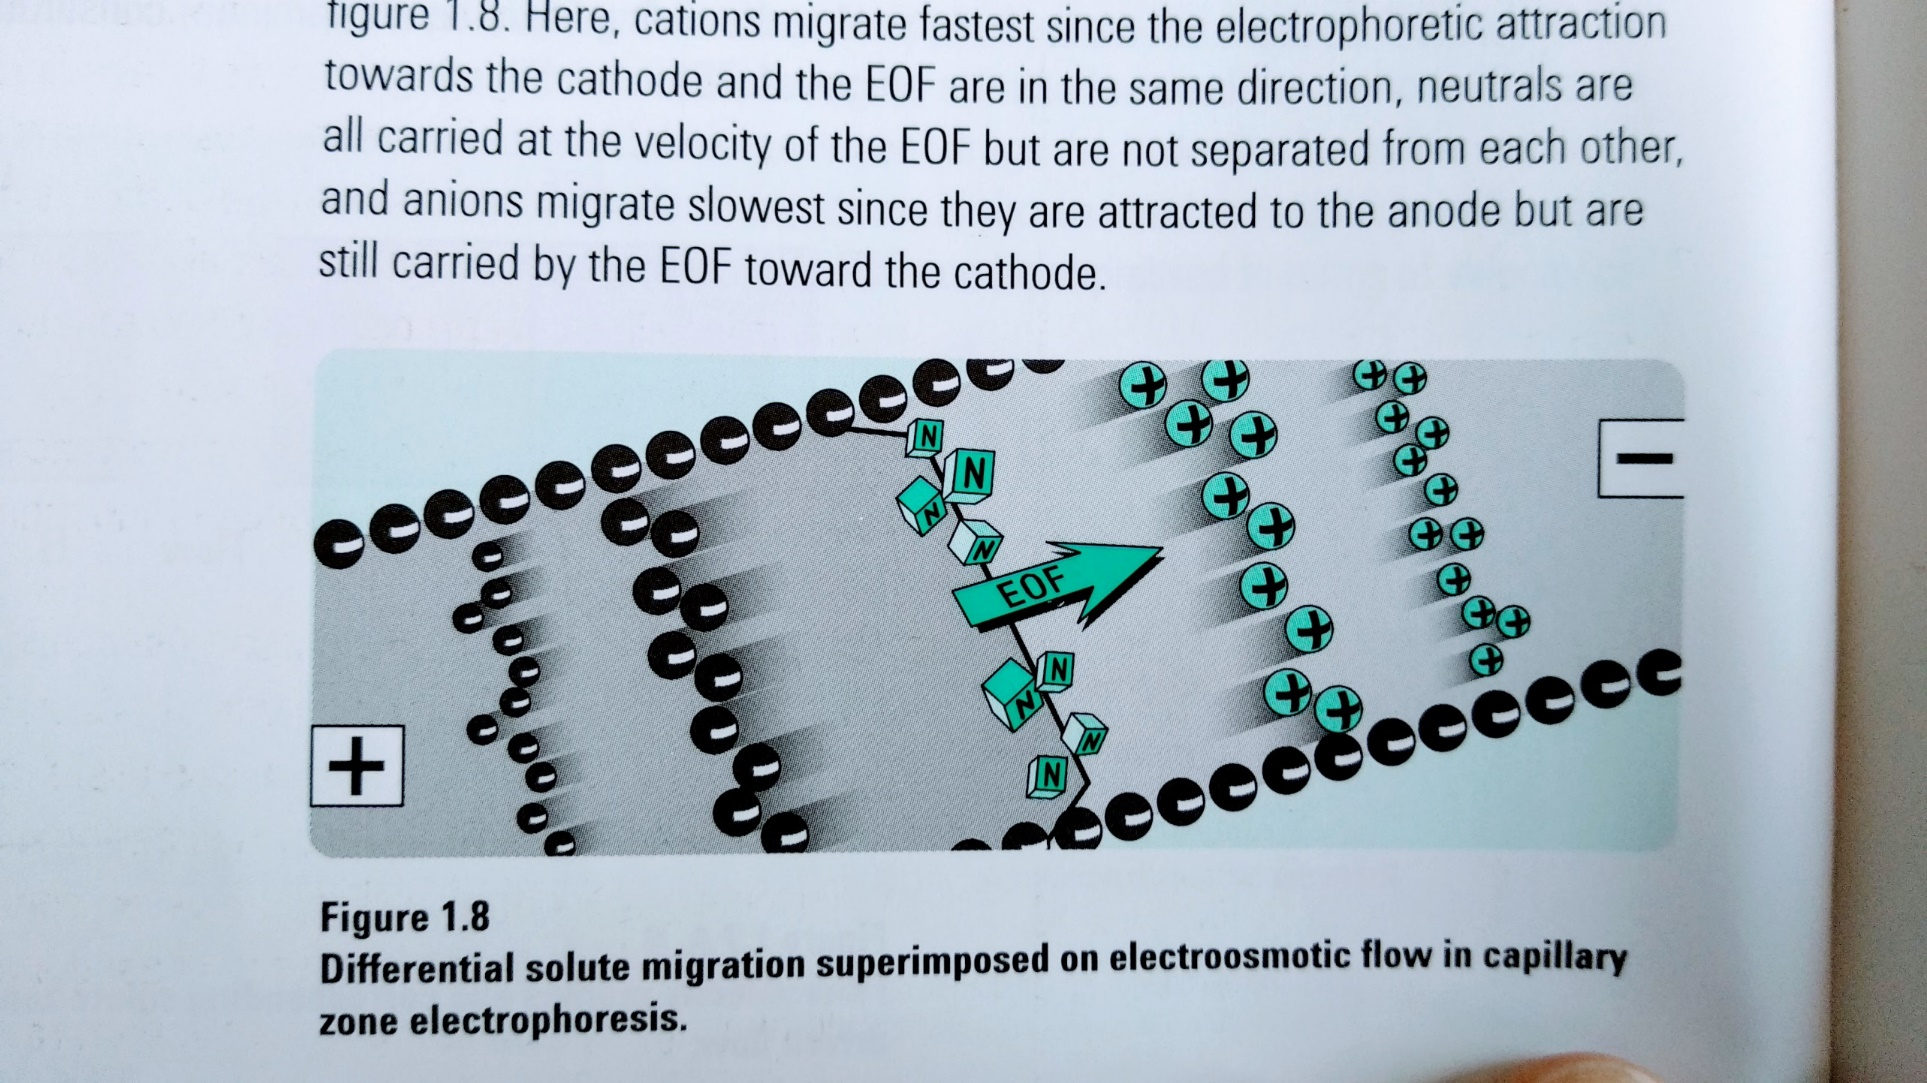 figure 1.8. Here, cations migrate fastest since the electrophoretic attraction
towards the cathode and the EOF are in the same direction, neutrals are
all carried at the velocity of the EOF but are not separated from each other,
and anions migrate slowest since they are attracted to the anode but are
still carried by the EOF toward the cathode.
N
N
N
N
EOF
N
N
N
N
+
−
Figure 1.8
Differential solute migration superimposed on electroosmotic flow in capillary
zone electrophoresis.